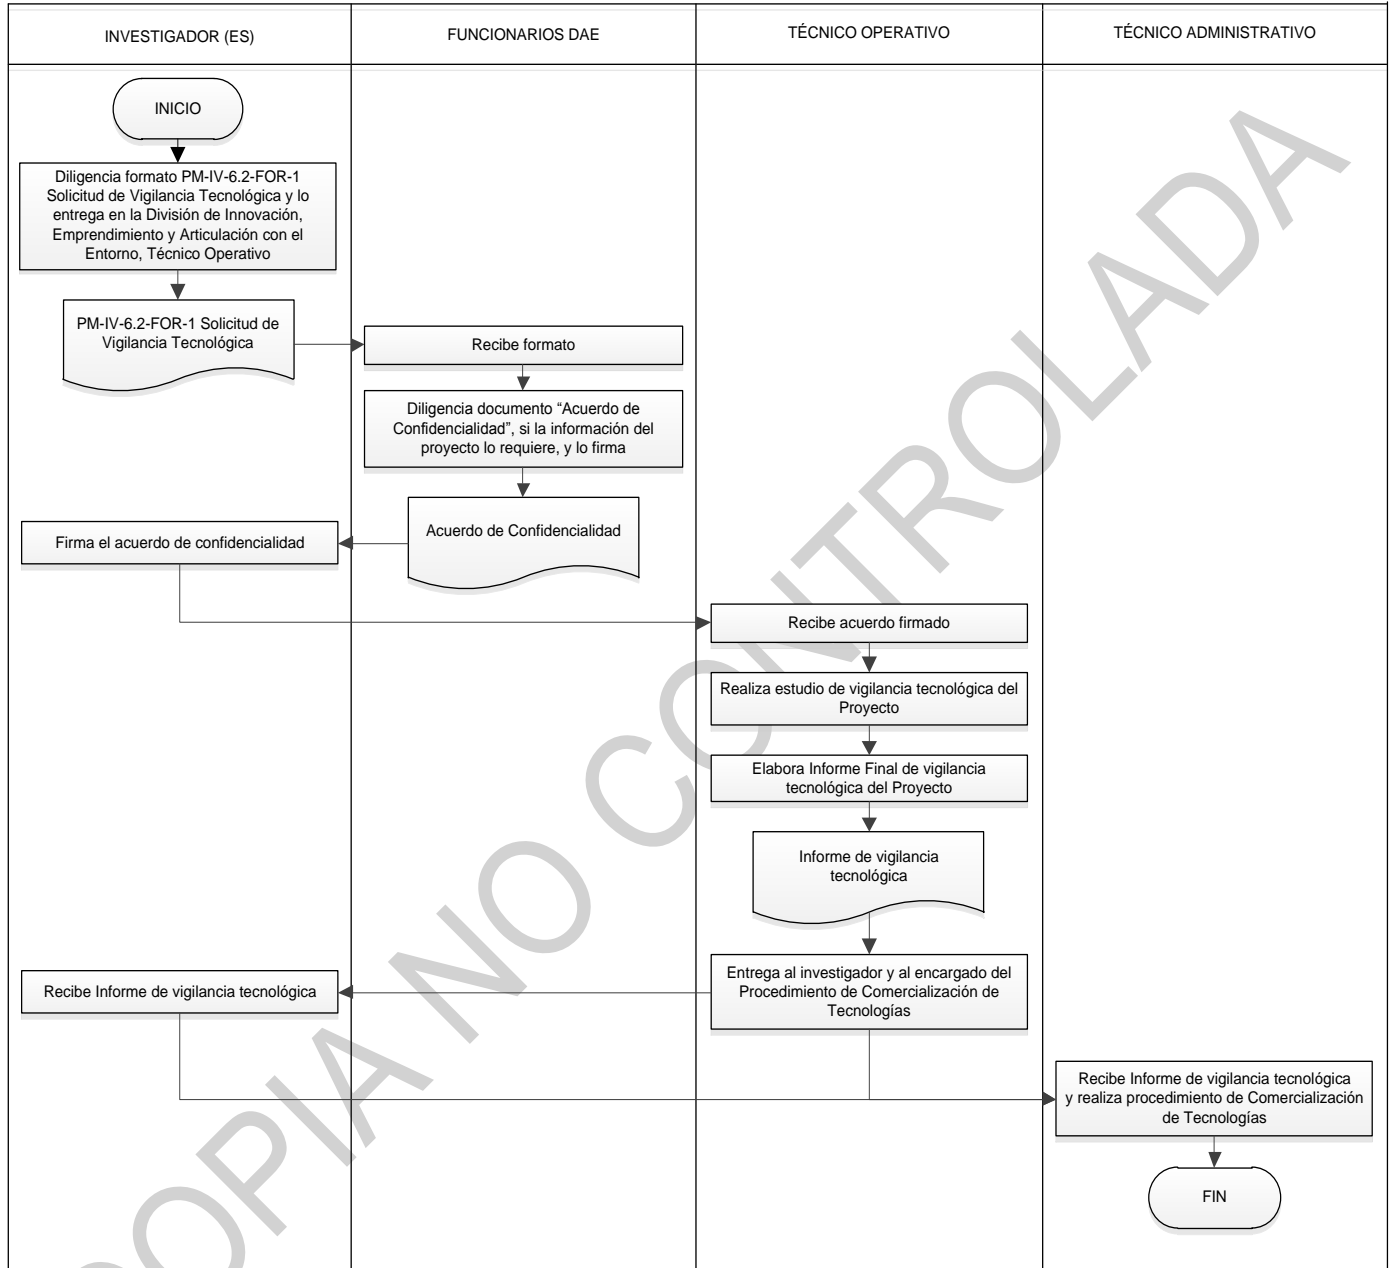 INVESTIGADOR (ES)
FUNCIONARIOS DAE
TÉCNICO OPERATIVO
TÉCNICO ADMINISTRATIVO
INICIO
Diligencia formato PM-IV-6.2-FOR-1
Solicitud de Vigilancia Tecnológica y lo
entrega en la División de Innovación,
Emprendimiento y Articulación con el
Entorno, Técnico Operativo
PM-IV-6.2-FOR-1 Solicitud de
Vigilancia Tecnológica
Recibe formato
Diligencia documento “Acuerdo de
Confidencialidad”, si la información del
proyecto lo requiere, y lo firma
Acuerdo de Confidencialidad
Firma el acuerdo de confidencialidad
Recibe acuerdo firmado
Realiza estudio de vigilancia tecnológica del
Proyecto
Elabora Informe Final de vigilancia
tecnológica del Proyecto
Informe de vigilancia
tecnológica
Entrega al investigador y al encargado del
Procedimiento de Comercialización de
Tecnologías
Recibe Informe de vigilancia tecnológica
Recibe Informe de vigilancia tecnológica
y realiza procedimiento de Comercialización
de Tecnologías
FIN
COPIA NO CONTROLADA